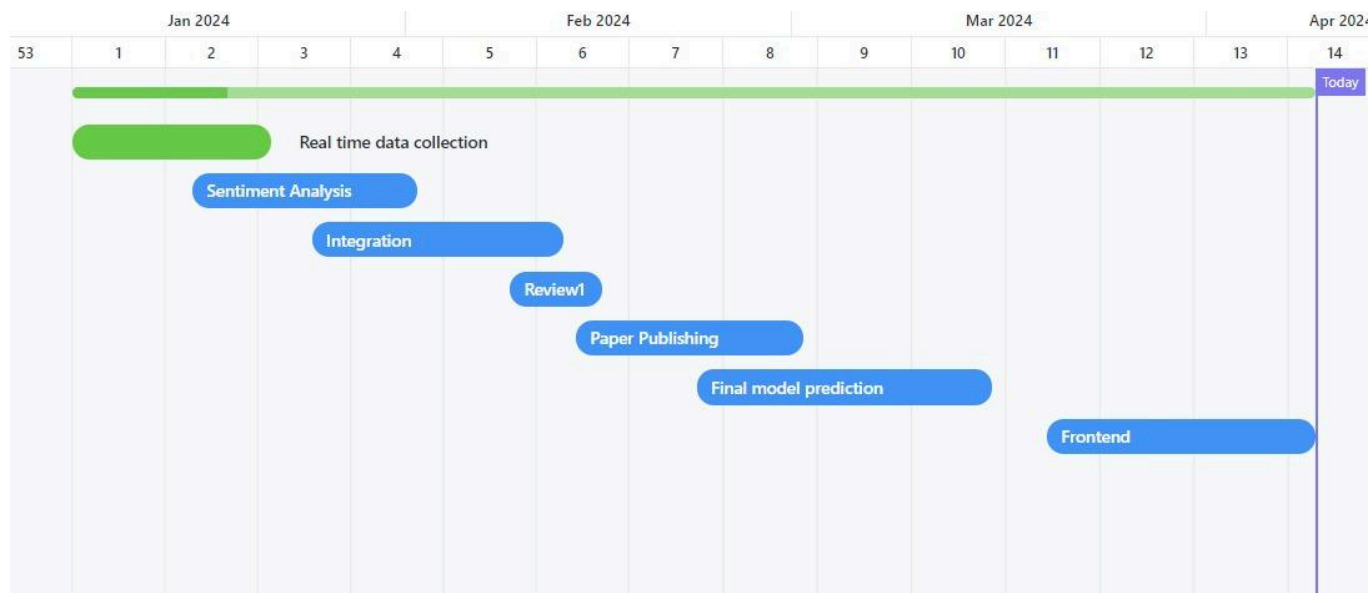 Jan 2024 Feb 2024 Mar 2024 Apr 2024
53 1 2 3 4 5 6 7 8 9 10 11 12 13 14
Today
Real time data collection
Sentiment Analysis
Integration
Review1
Paper Publishing
Final model prediction
Frontend